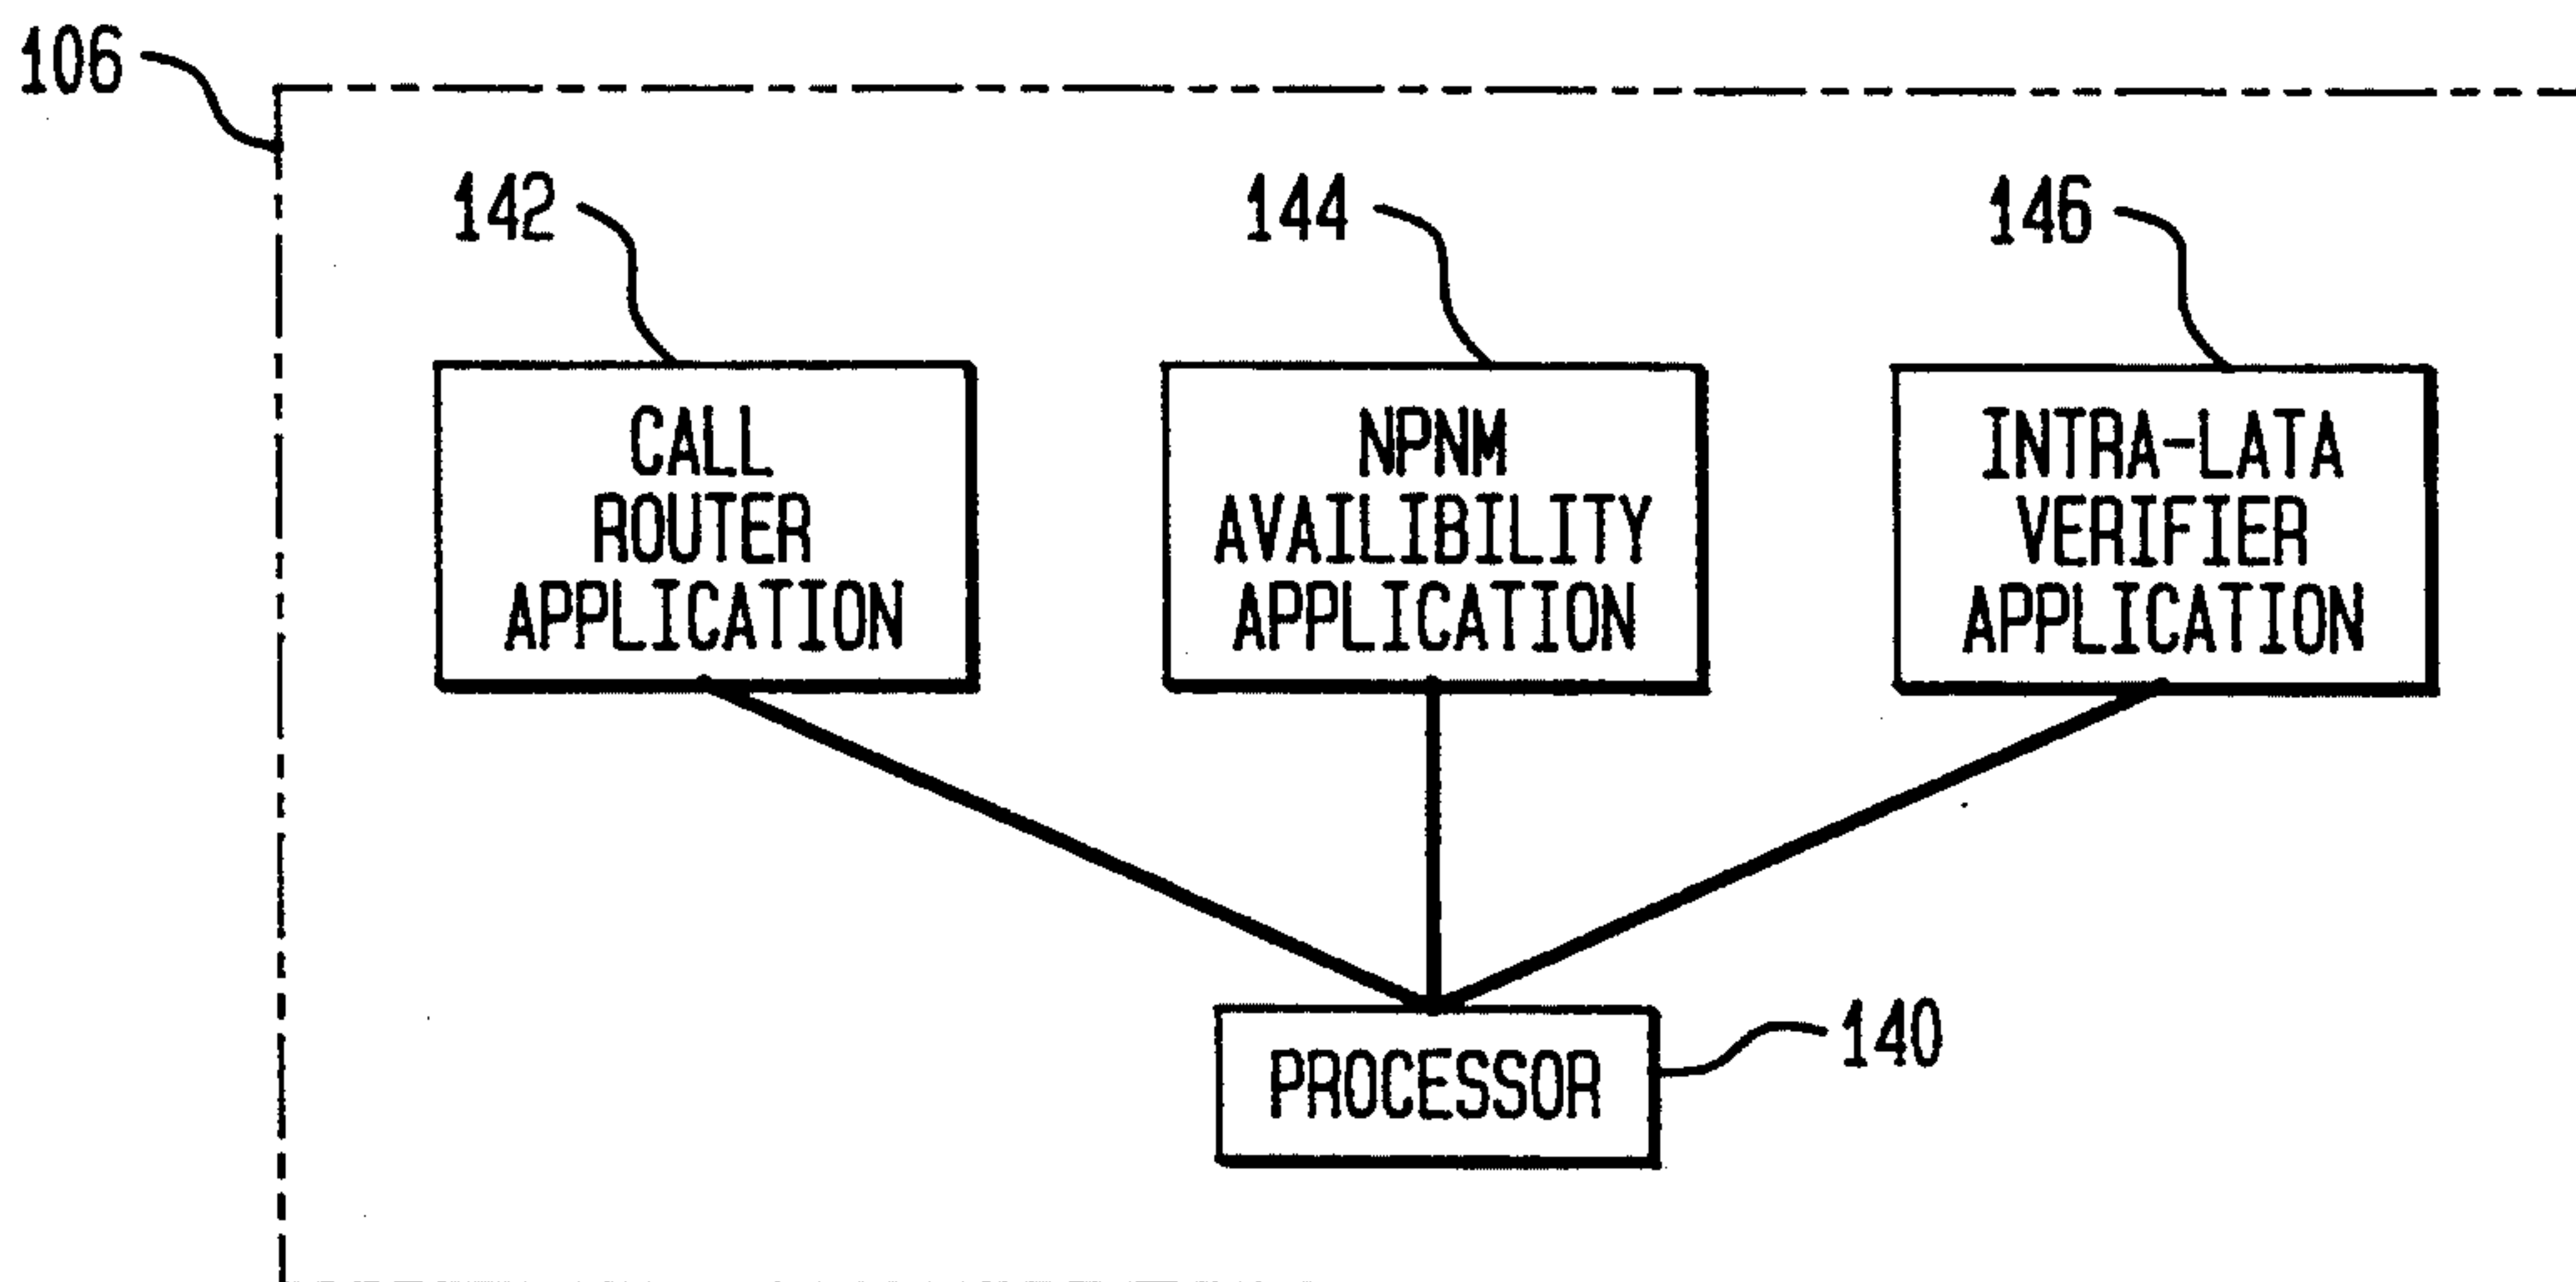 106
142
144
146
CALL
ROUTER
APPLICATION
NPNM
AVAILIBILITY
APPLICATION
INTRA-LATA
VERIFIER
APPLICATION
PROCESSOR
140